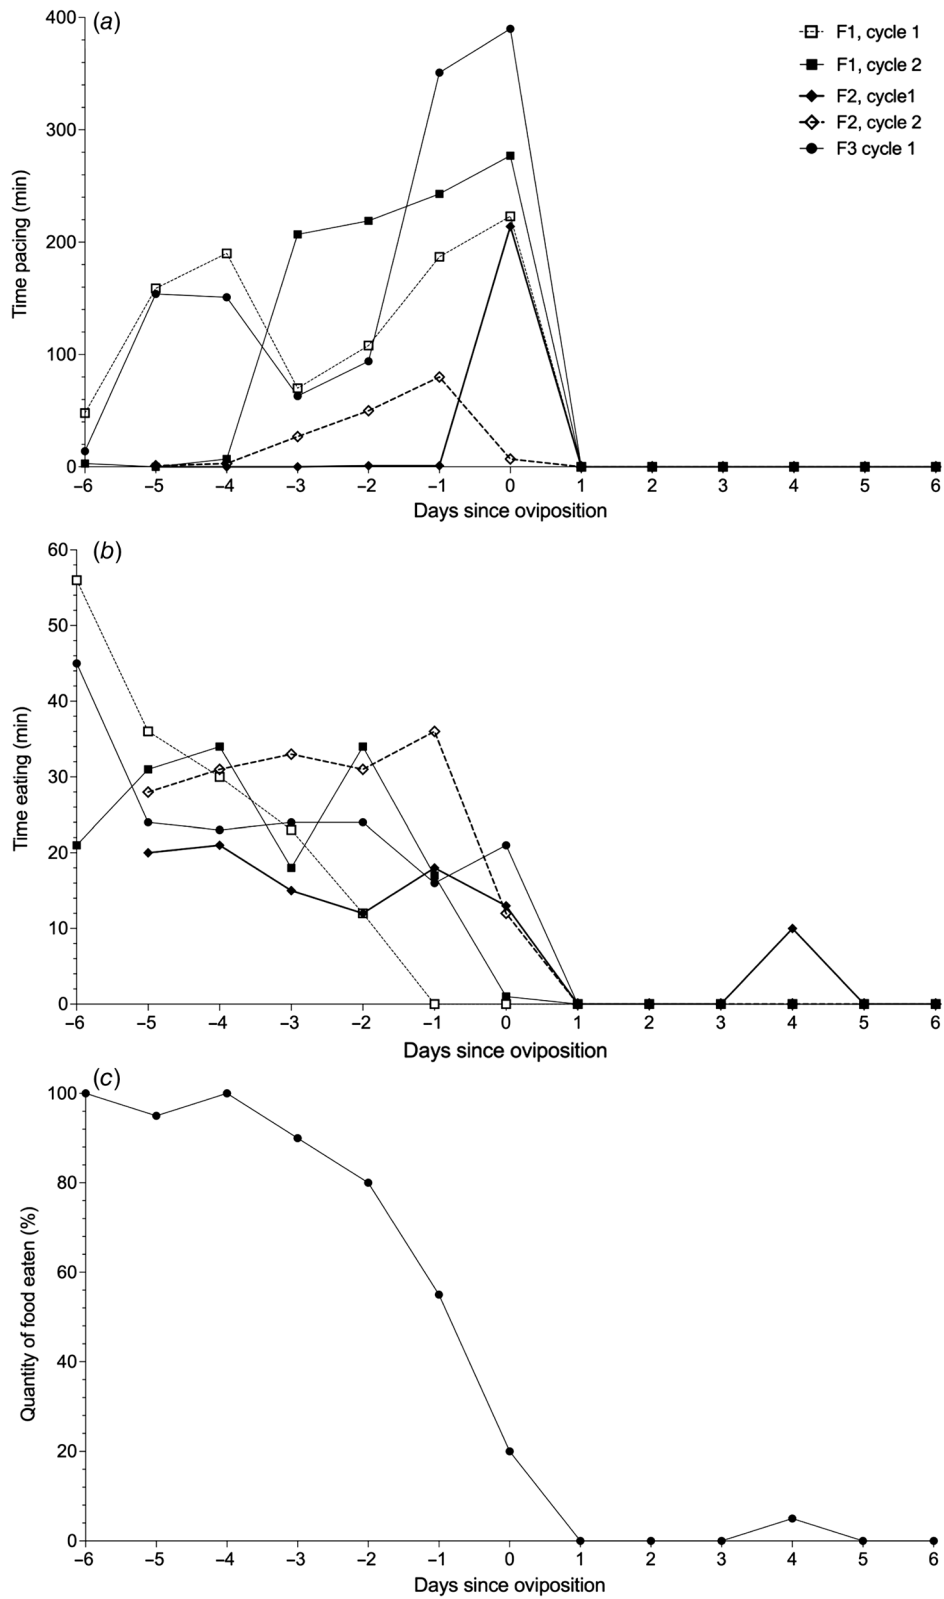 (a)
400
300
200
100
0
Time pacing (min)
F1, cycle 1
F1, cycle 2
F2, cycle1
F2, cycle 2
F3 cycle 1
–6 –5 –4 –3 –2 –1 0 1 2 3 4 5 6
Days since oviposition
(b)
60
50
40
30
20
10
0
Time eating (min)
–6 –5 –4 –3 –2 –1 0 1 2 3 4 5 6
Days since oviposition
(c)
100
80
60
40
20
0
Quantity of food eaten (%)
–6 –5 –4 –3 –2 –1 0 1 2 3 4 5 6
Days since oviposition